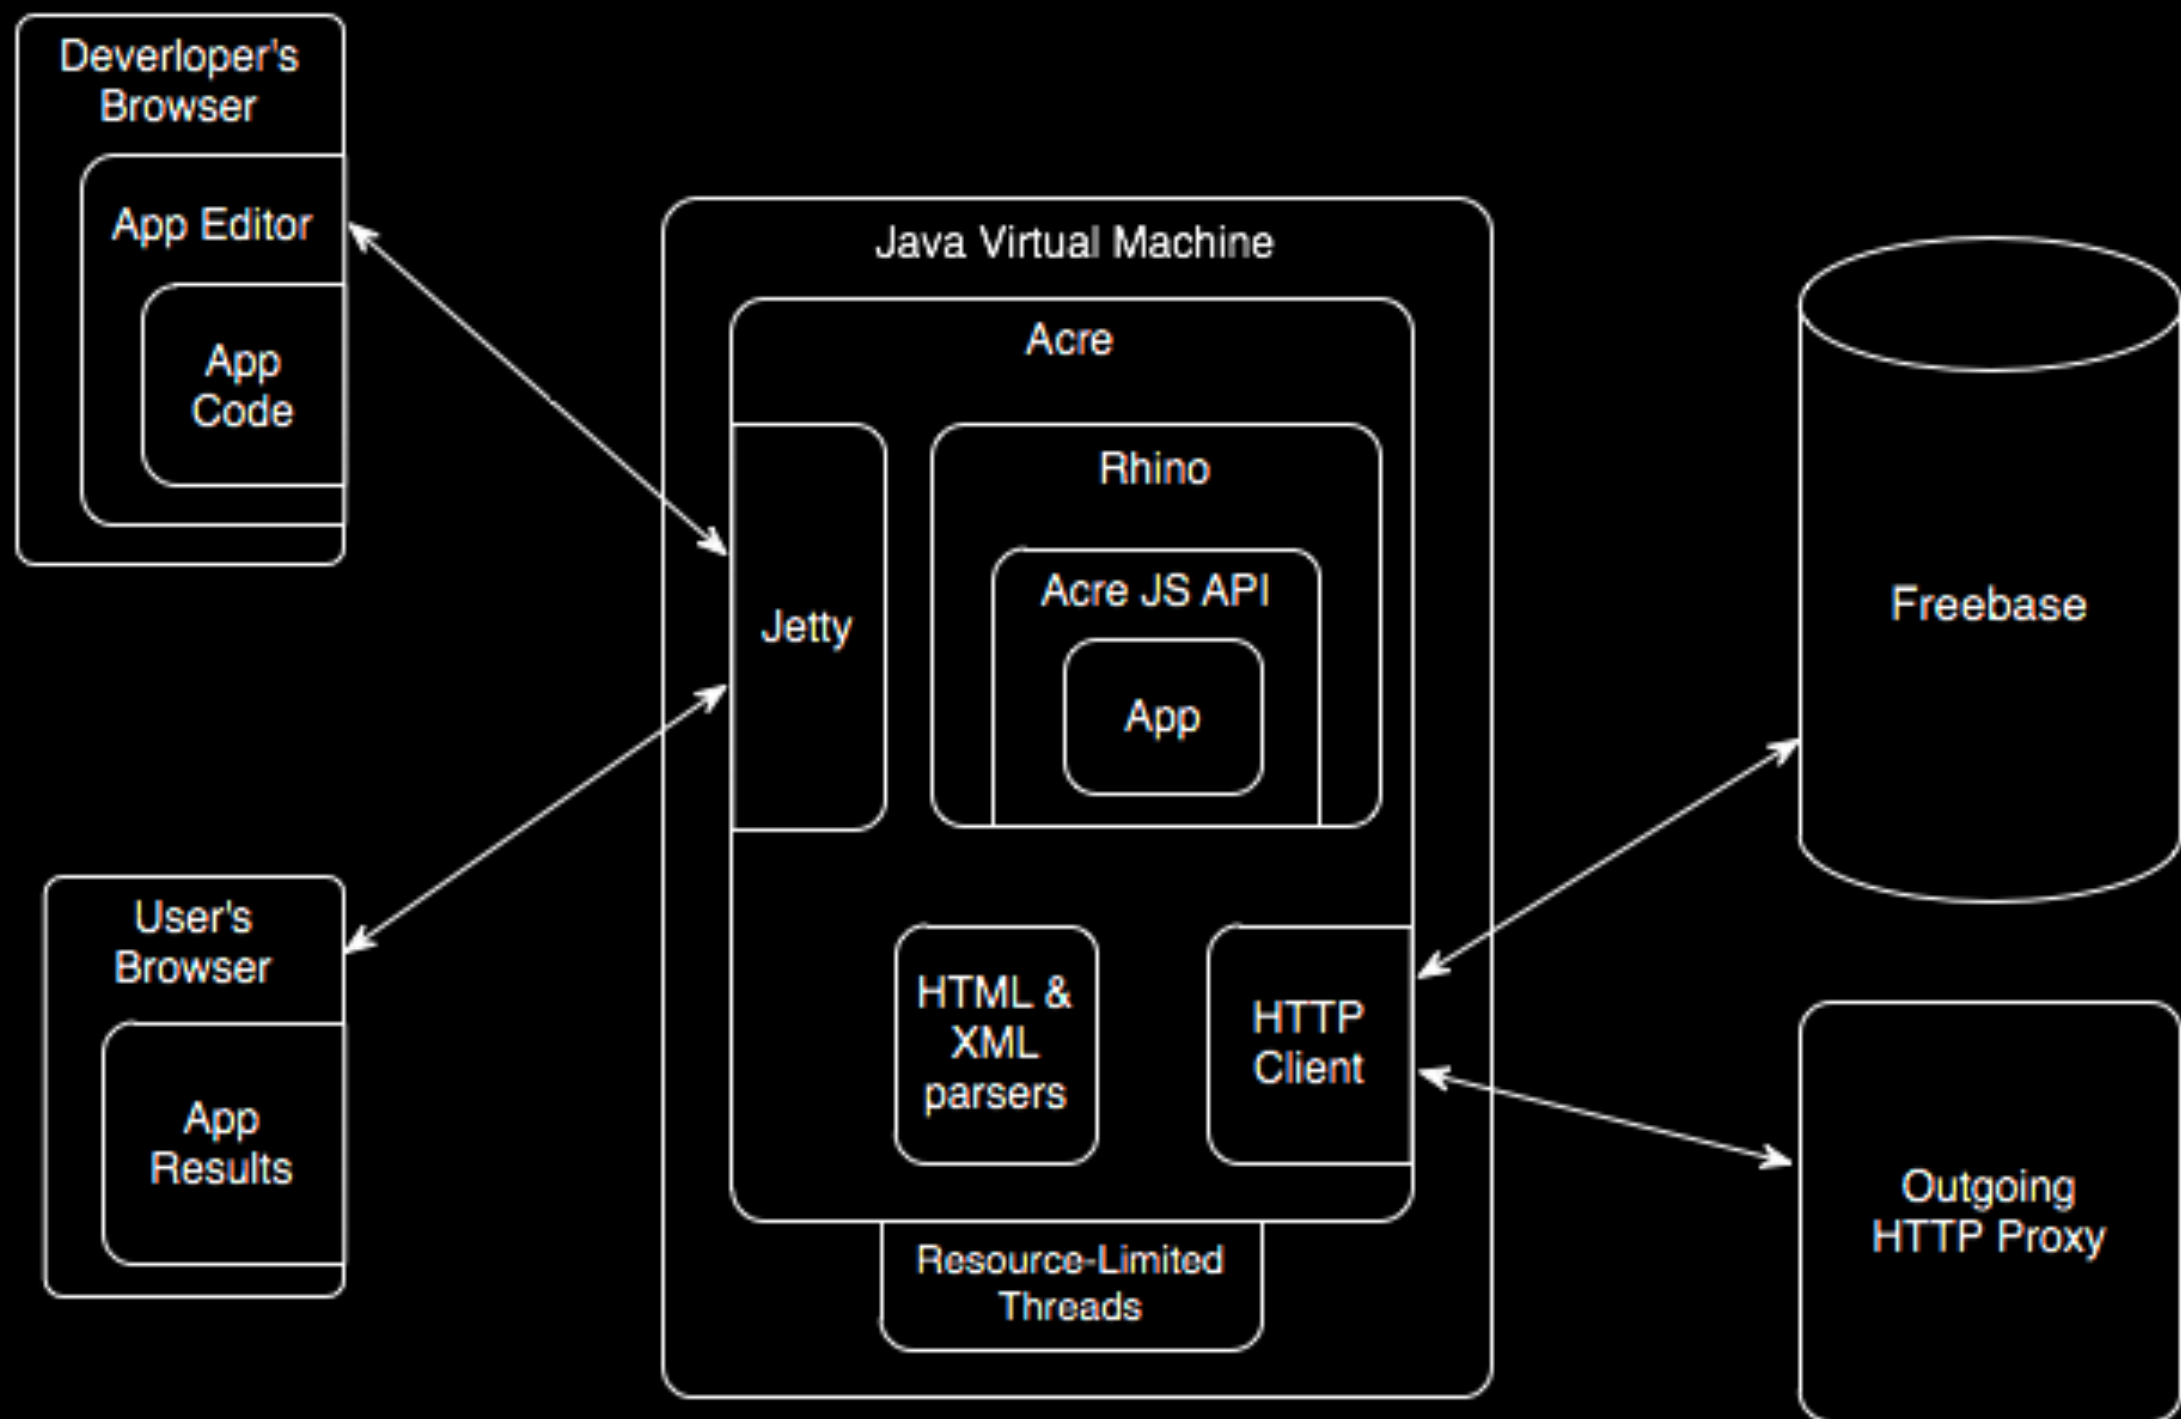 Deverloper's
Browser
App Editor
App
Code
User's
Browser
App
Results
Java Virtual Machine
Acre
Jetty
Rhino
Acre JS API
App
HTML &
XML
parsers
HTTP
Client
Resource-Limited
Threads
Freebase
Outgoing
HTTP Proxy